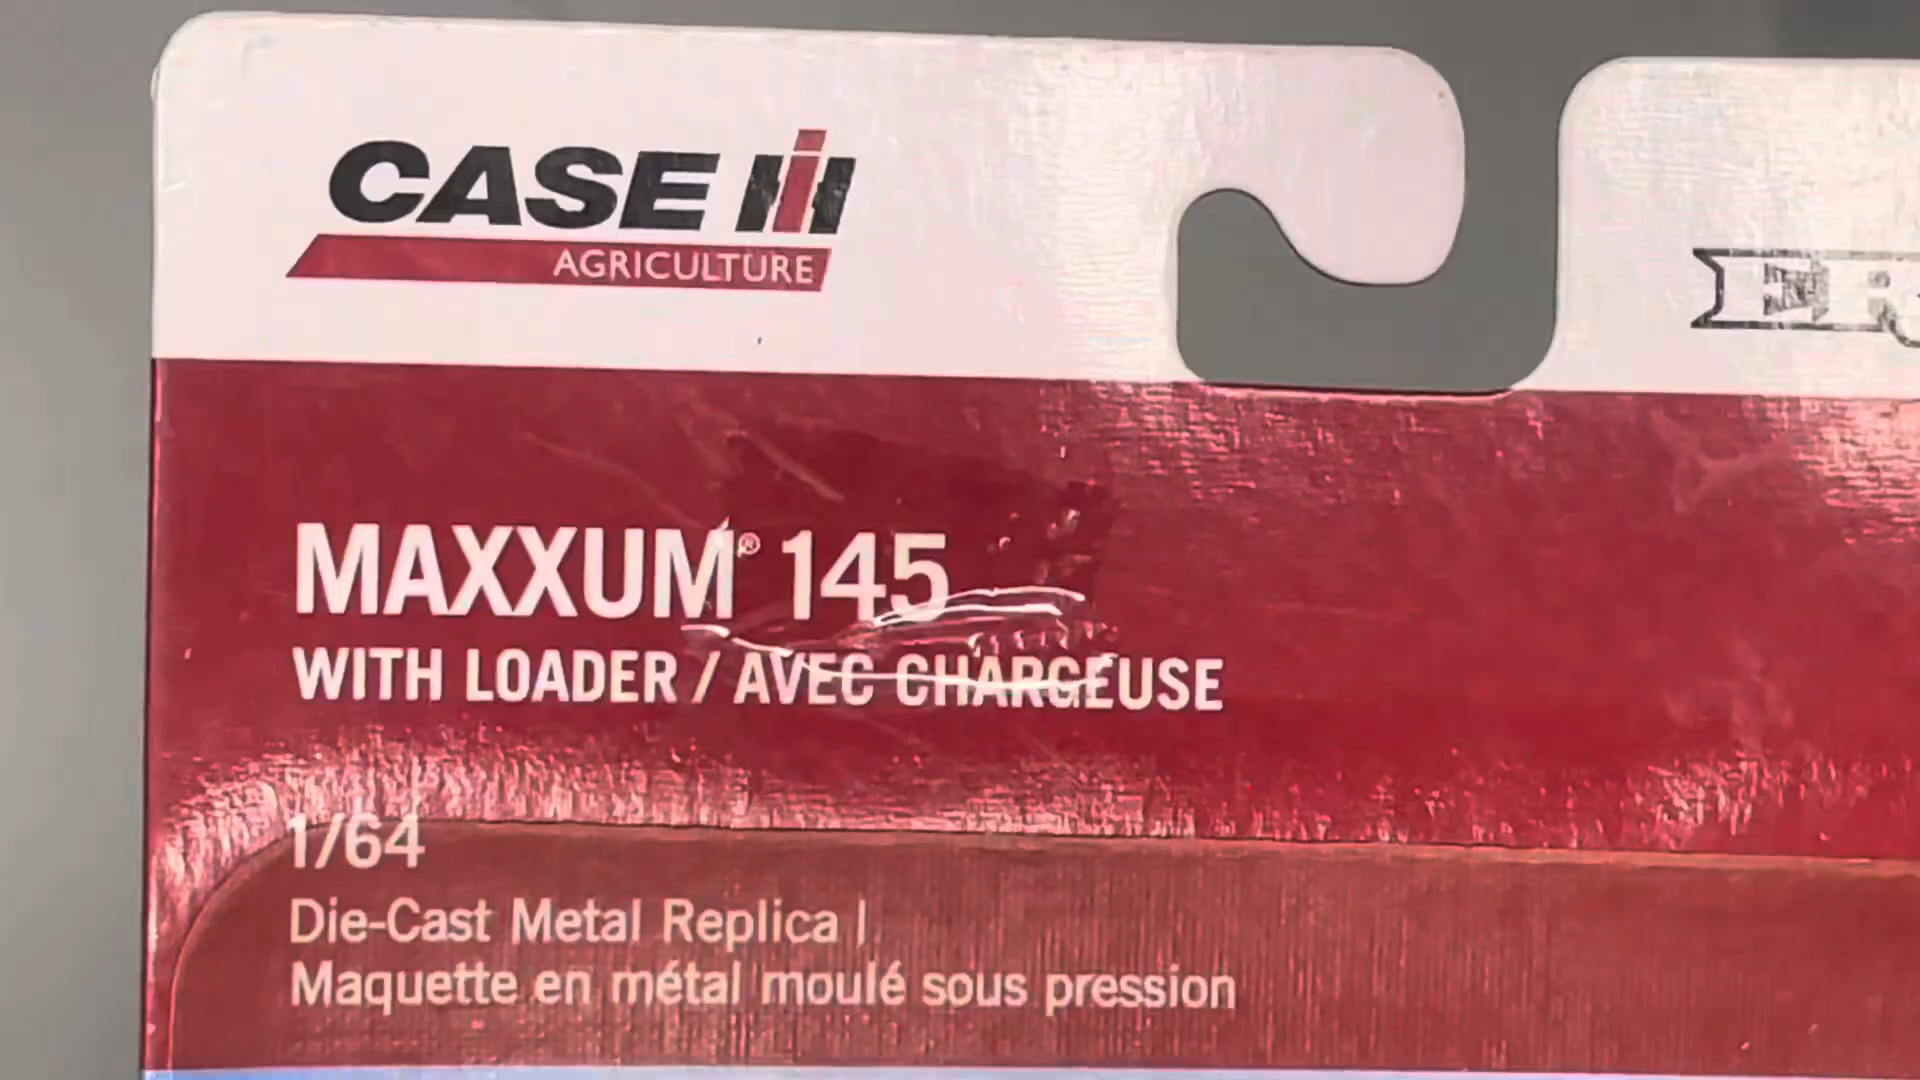 CASE IH
AGRICULTURE
MAXXUM® 145
WITH LOADER / AVEC CHARGEUSE
1/64
Die-Cast Metal Replica |
Maquette en métal moulé sous pression